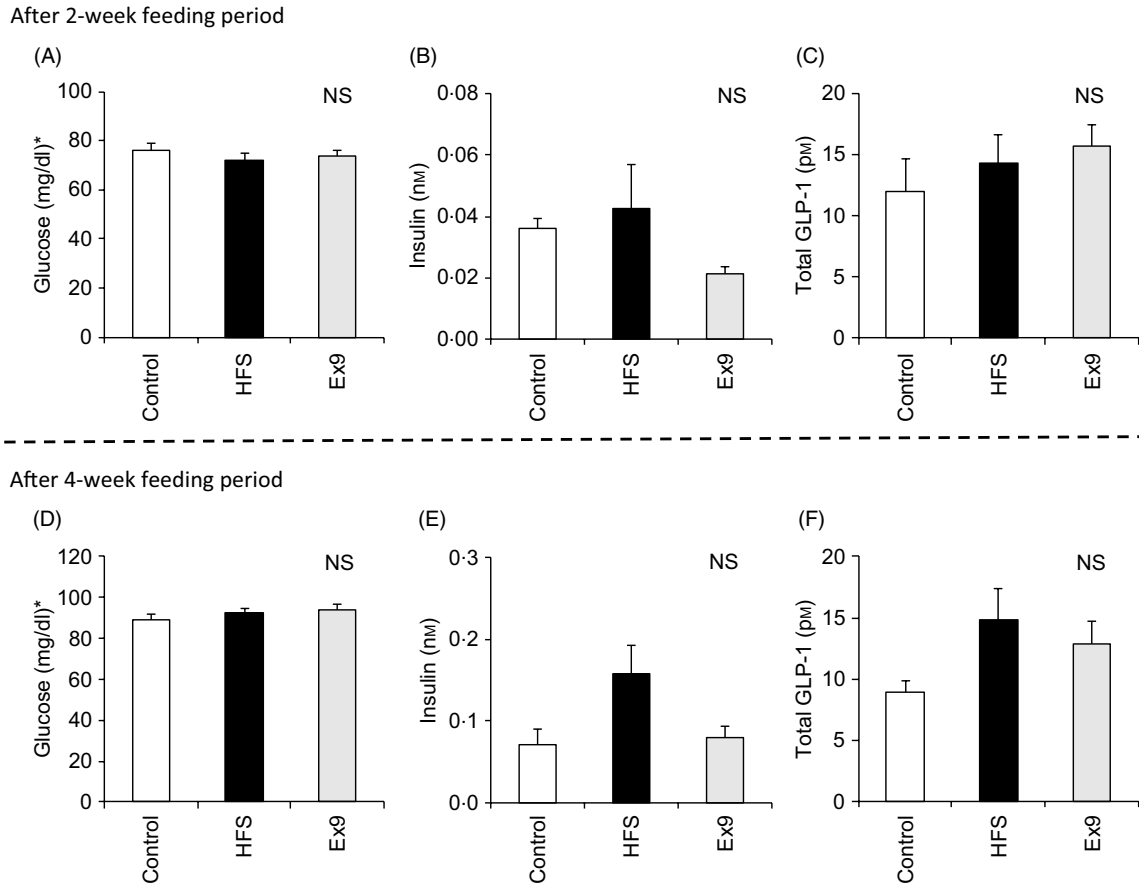 After 2-week feeding period
(A)
NS
Glucose (mg/dl)*
100
80
60
40
20
0
Control
HFS
Ex9
(B)
NS
Insulin (nM)
0·08
0·06
0·04
0·02
0·00
Control
HFS
Ex9
(C)
NS
Total GLP-1 (pM)
20
15
10
5
0
Control
HFS
Ex9
After 4-week feeding period
(D)
NS
Glucose (mg/dl)*
120
100
80
60
40
20
0
Control
HFS
Ex9
(E)
NS
Insulin (nM)
0·3
0·2
0·1
0·0
Control
HFS
Ex9
(F)
NS
Total GLP-1 (pM)
20
15
10
5
0
Control
HFS
Ex9